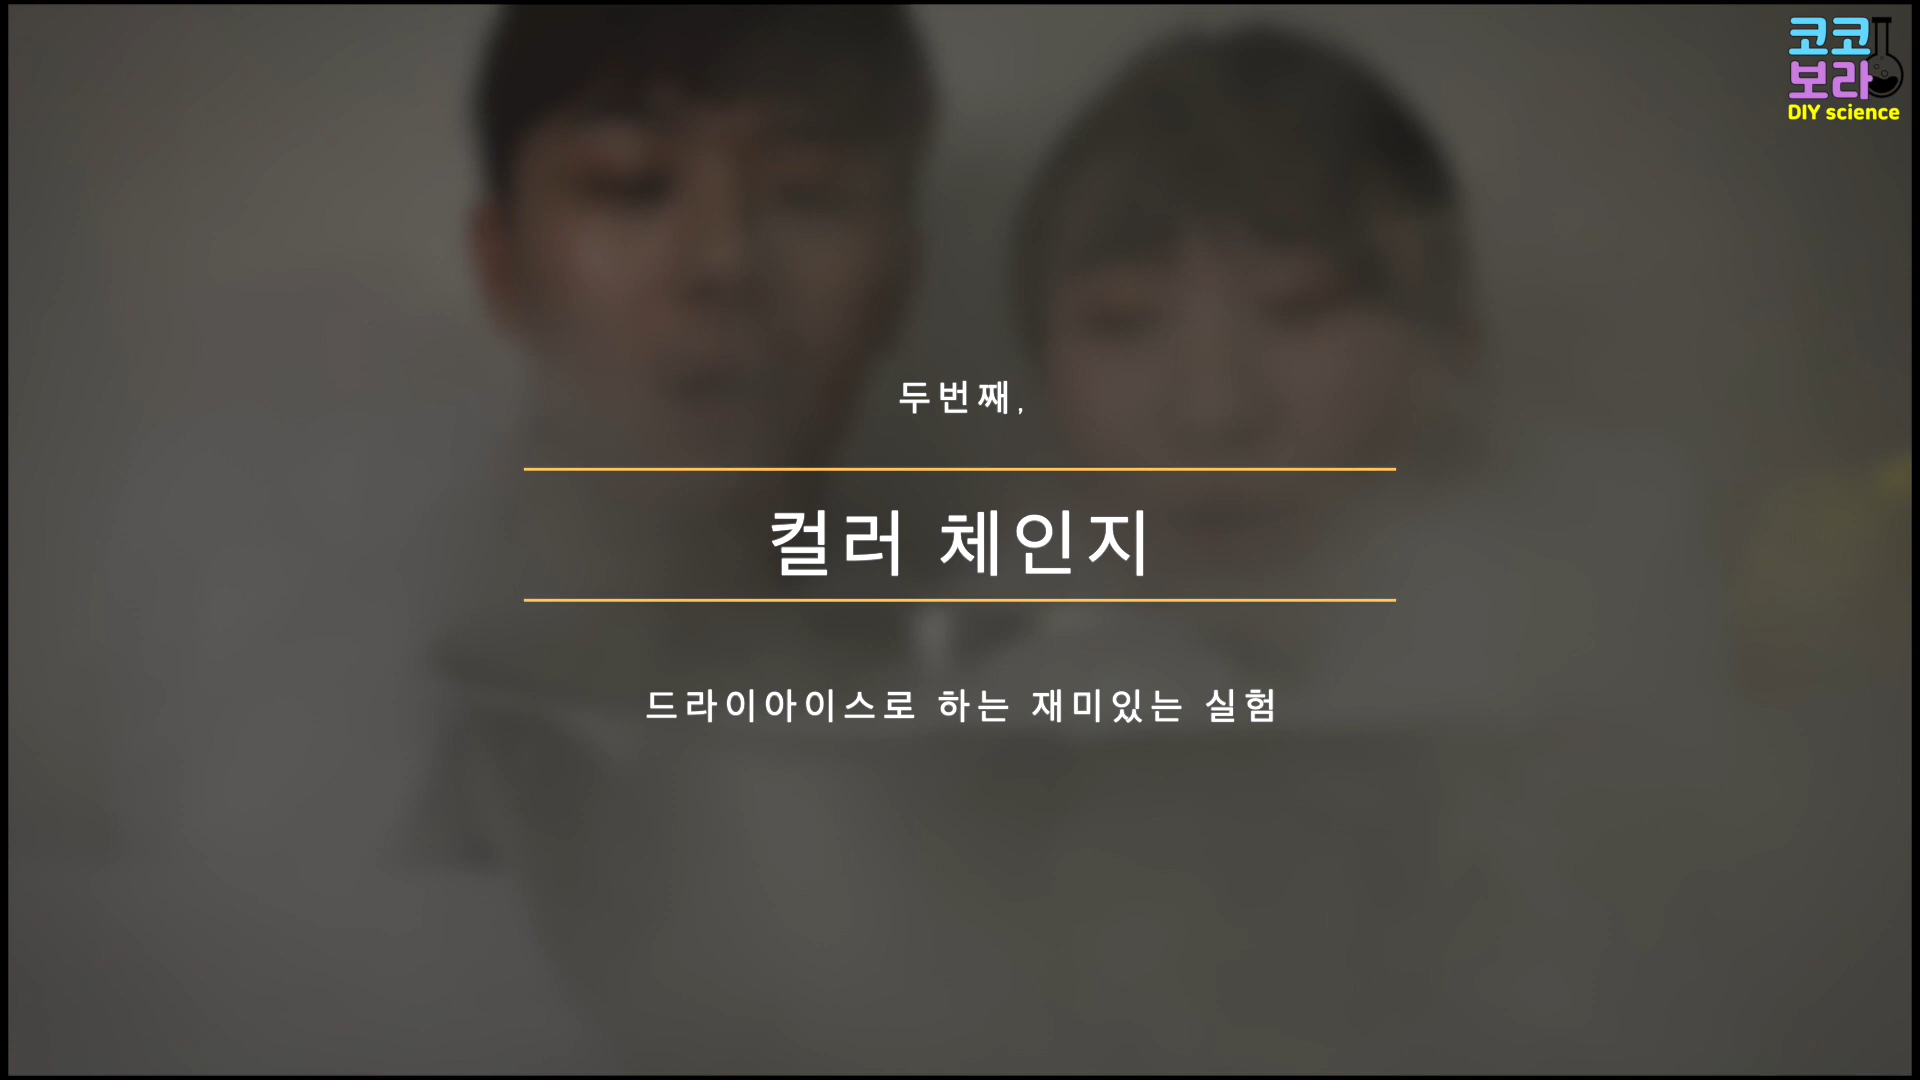 코코
보라
DIY science
두번째,
컬러 체인지
드라이아이스로 하는 재미있는 실험